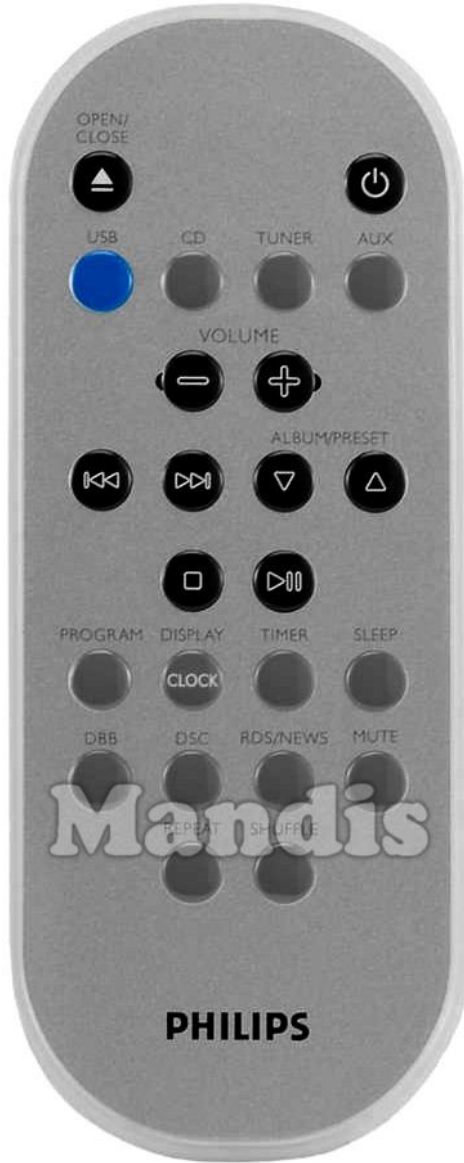 OPEN/
CLOSE
USB CD TUNER AUX
VOLUME
ALBUM/PRESET
PROGRAM DISPLAY TIMER SLEEP
CLOCK
DBB DSC RDS/NEWS MUTE
Mandis
REPEAT SHUFFLE
PHILIPS